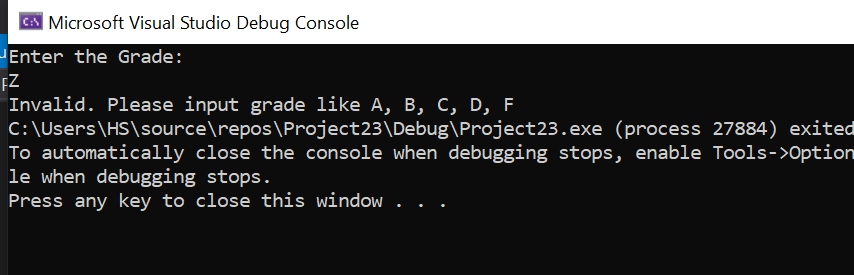 Microsoft Visual Studio Debug Console
Enter the Grade:
Z
Invalid. Please input grade like A, B, C, D, F
C:\Users\HS\source\repos\Project23\Debug\Project23.exe (process 27884) exited
To automatically close the console when debugging stops, enable Tools->Option
le when debugging stops.
Press any key to close this window . . .